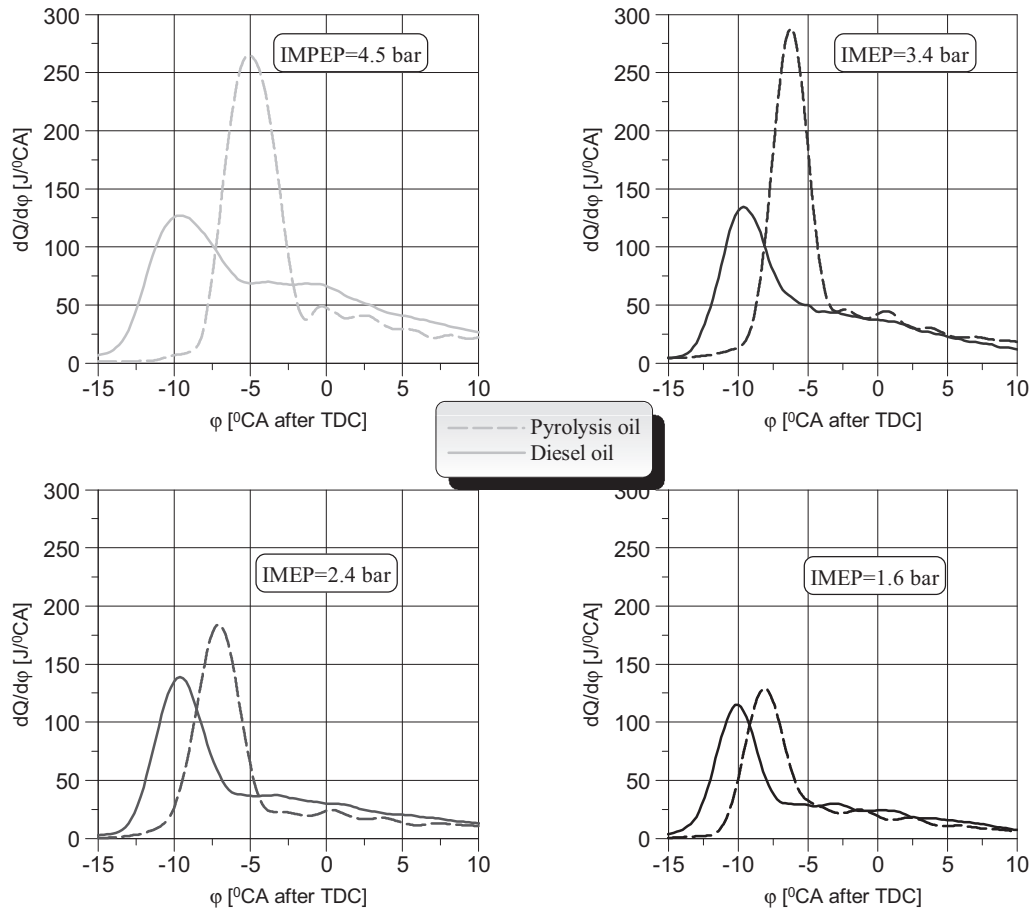 300
250
200
150
100
50
0
dQ/dφ [J/⁰CA]
IMPEP=4.5 bar
-15 -10 -5 0 5 10
φ [⁰CA after TDC]
300
250
200
150
100
50
0
dQ/dφ [J/⁰CA]
IMEP=3.4 bar
-15 -10 -5 0 5 10
φ [⁰CA after TDC]
Pyrolysis oil
Diesel oil
300
250
200
150
100
50
0
dQ/dφ [J/⁰CA]
IMEP=2.4 bar
-15 -10 -5 0 5 10
φ [⁰CA after TDC]
300
250
200
150
100
50
0
dQ/dφ [J/⁰CA]
IMEP=1.6 bar
-15 -10 -5 0 5 10
φ [⁰CA after TDC]